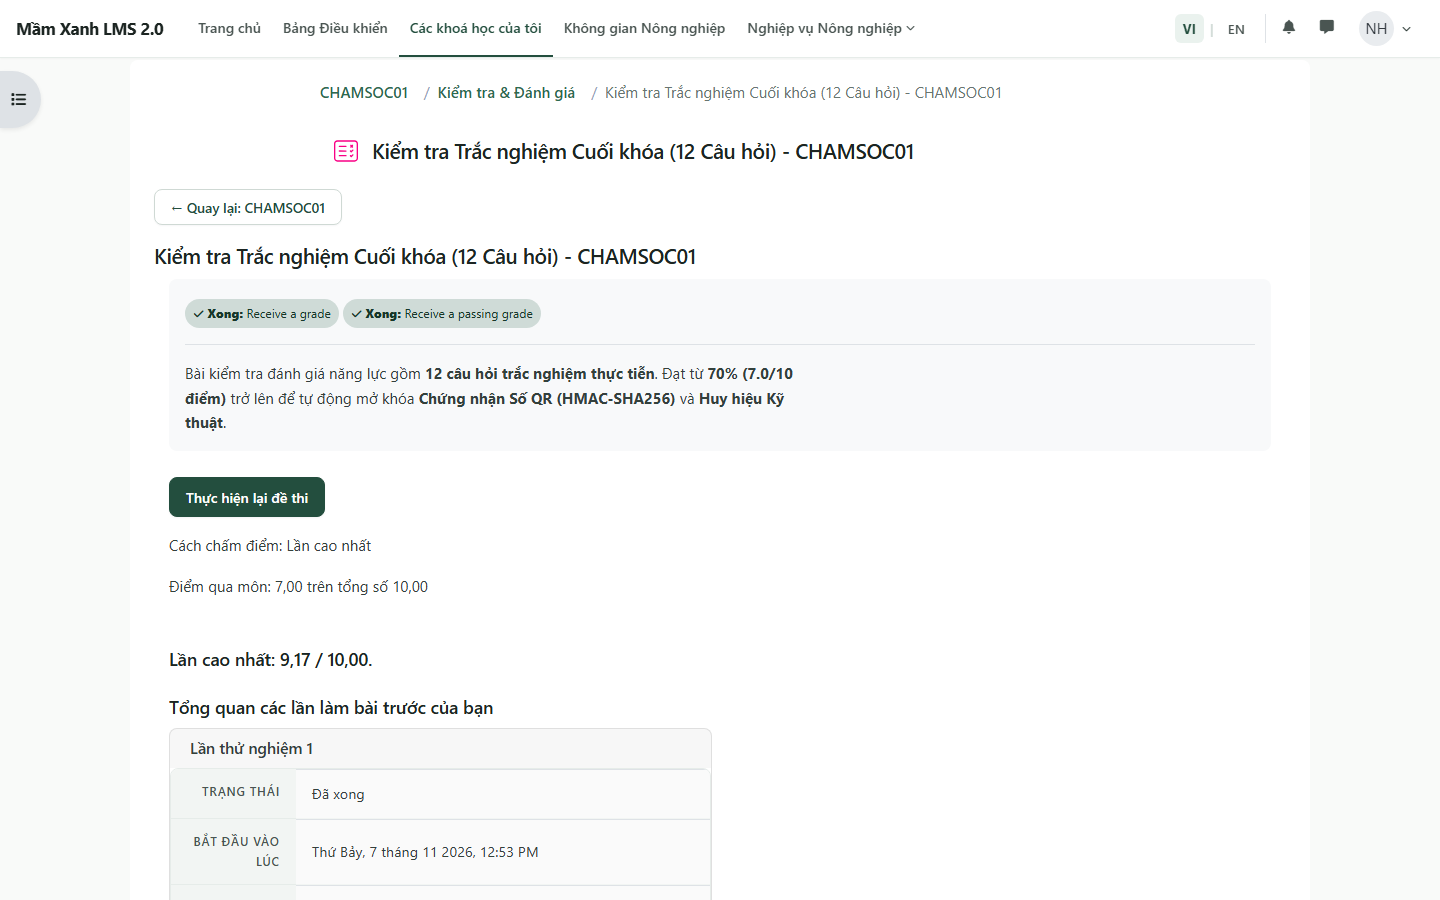 Mầm Xanh LMS 2.0 Trang chủ Bảng Điều khiển Các khoá học của tôi Không gian Nông nghiệp Nghiệp vụ Nông nghiệp VI | EN NH
CHAMSOC01 / Kiểm tra & Đánh giá / Kiểm tra Trắc nghiệm Cuối khóa (12 Câu hỏi) - CHAMSOC01
Kiểm tra Trắc nghiệm Cuối khóa (12 Câu hỏi) - CHAMSOC01
← Quay lại: CHAMSOC01
Kiểm tra Trắc nghiệm Cuối khóa (12 Câu hỏi) - CHAMSOC01
Xong: Receive a grade Xong: Receive a passing grade
Bài kiểm tra đánh giá năng lực gồm 12 câu hỏi trắc nghiệm thực tiễn. Đạt từ 70% (7.0/10
điểm) trở lên để tự động mở khóa Chứng nhận Số QR (HMAC-SHA256) và Huy hiệu Kỹ
thuật.
Thực hiện lại đề thi
Cách chấm điểm: Lần cao nhất
Điểm qua môn: 7,00 trên tổng số 10,00
Lần cao nhất: 9,17 / 10,00.
Tổng quan các lần làm bài trước của bạn
Lần thử nghiệm 1
TRẠNG THÁI Đã xong
BẮT ĐẦU VÀO
LÚC Thứ Bảy, 7 tháng 11 2026, 12:53 PM